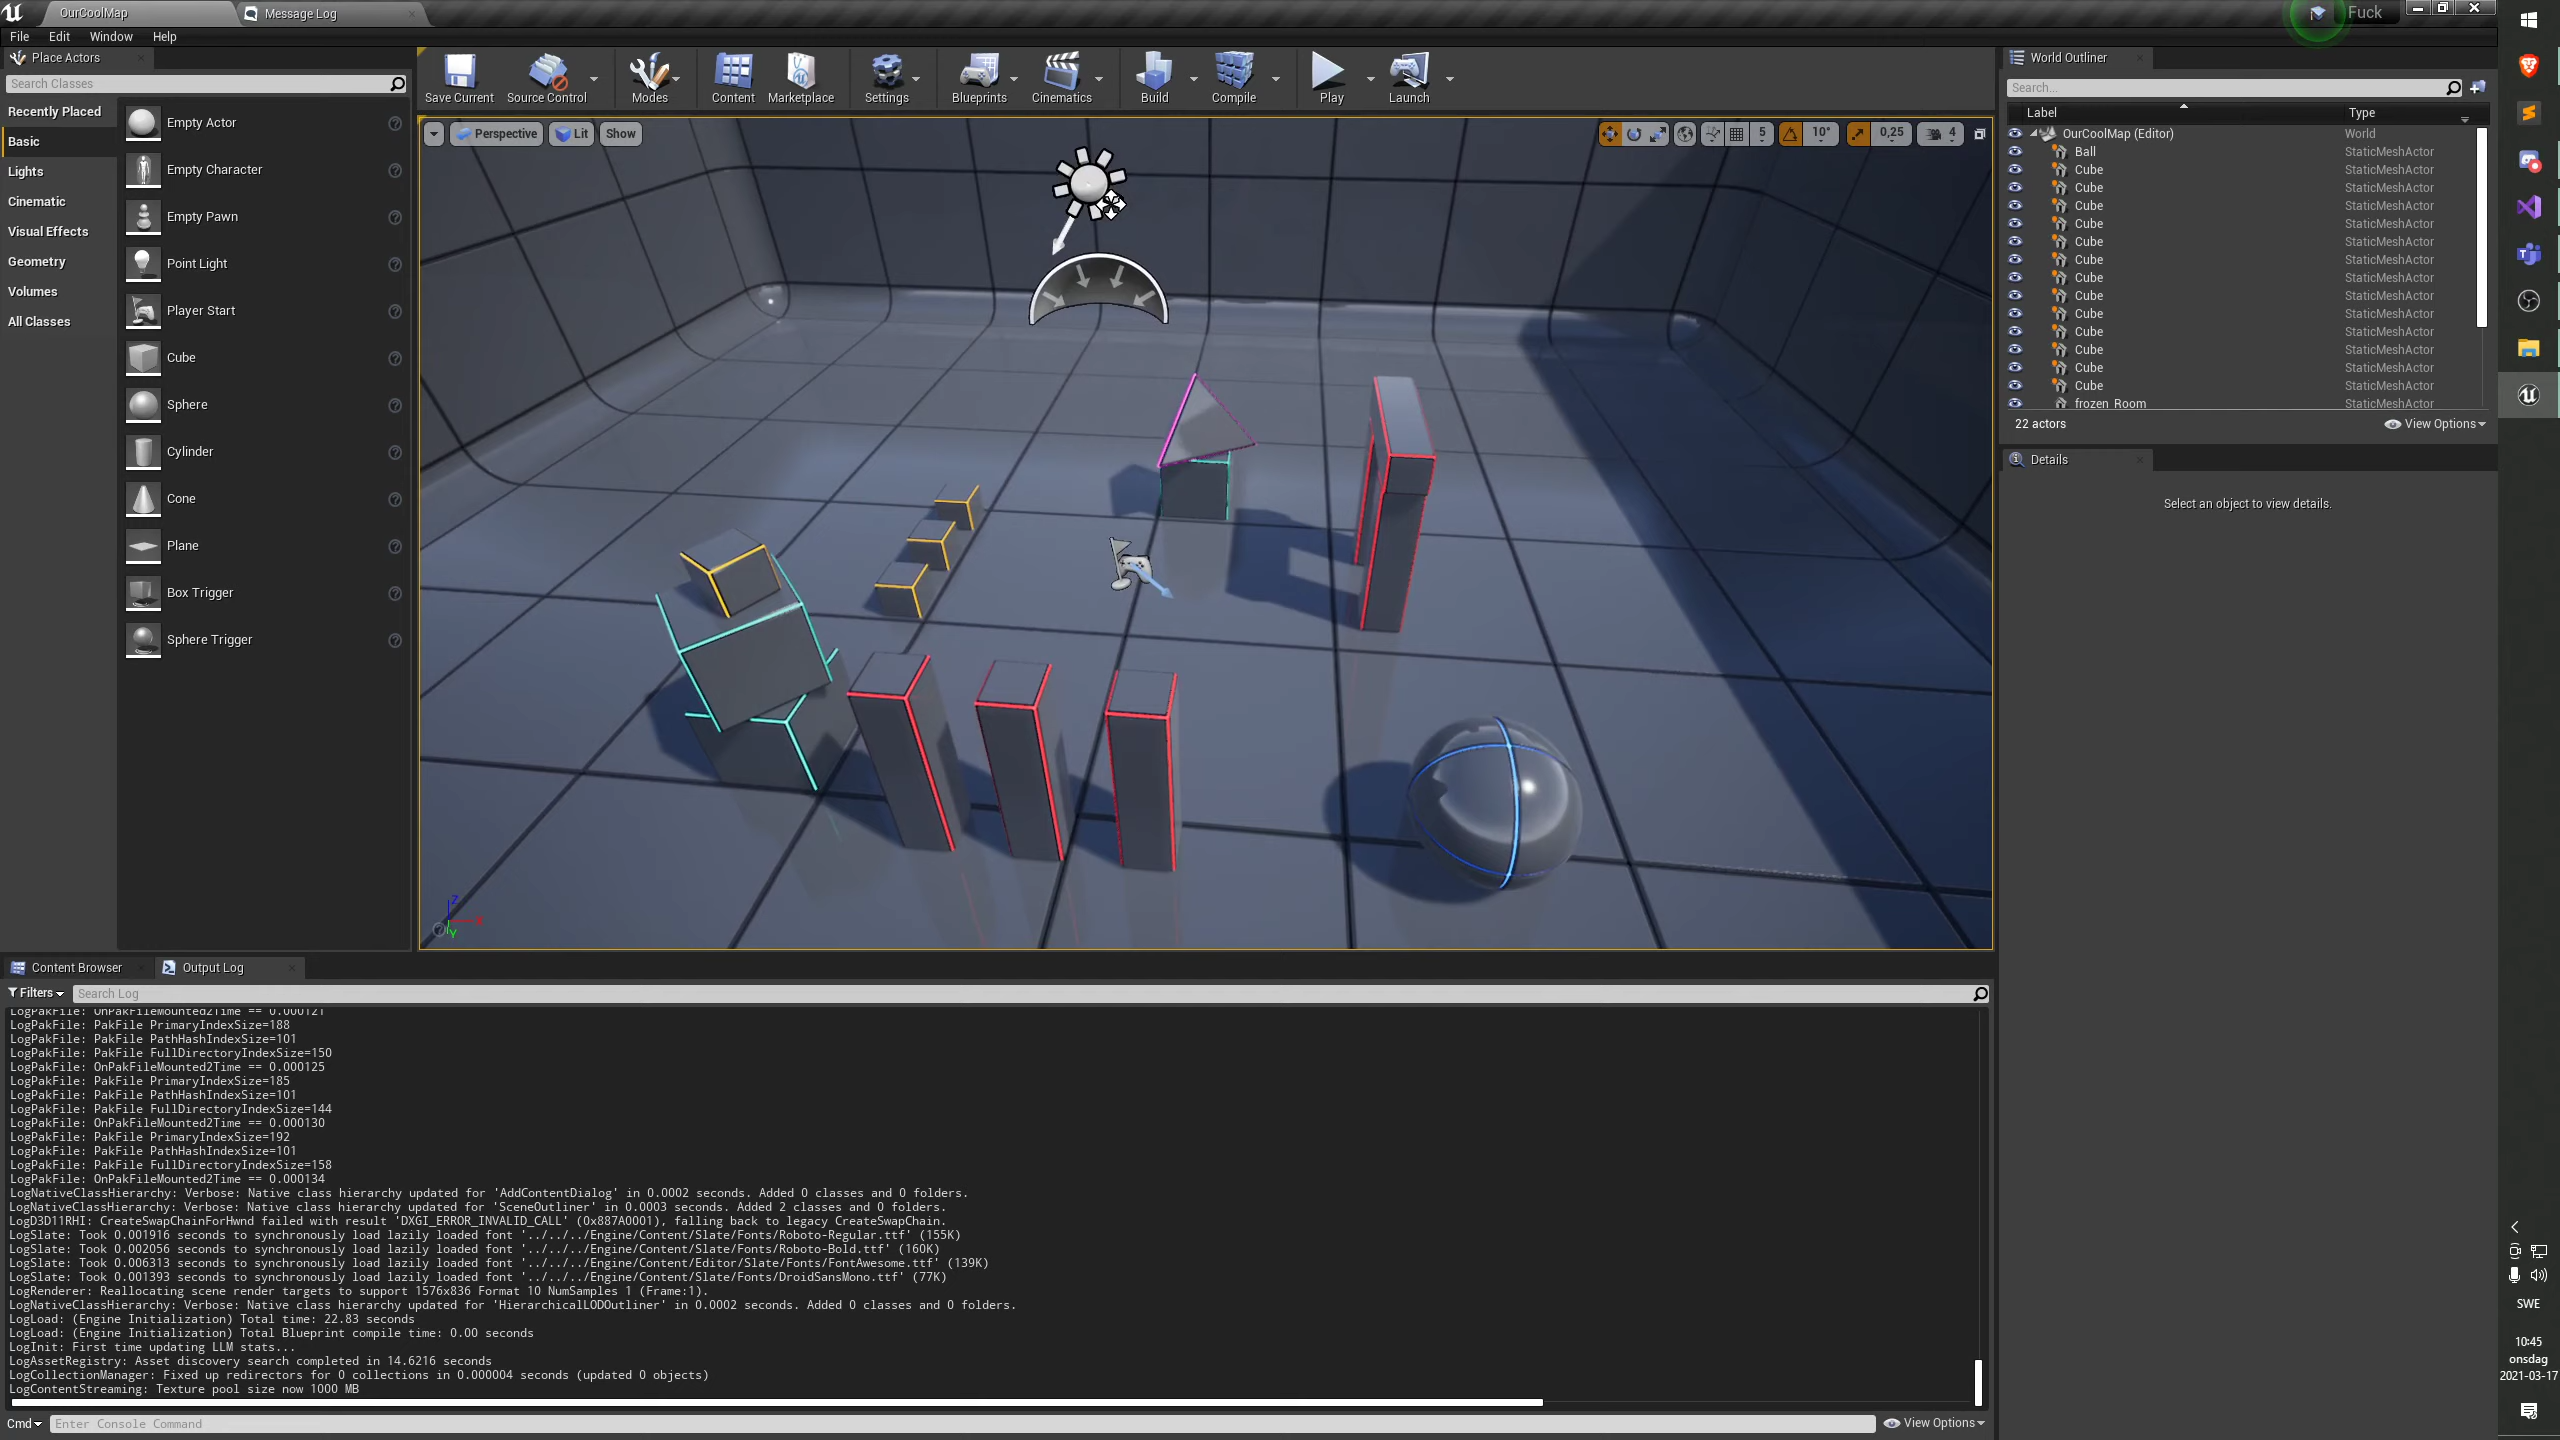 OurCoolMap
Message Log
Fuck
File Edit Window Help
Place Actors
Search Classes
Recently Placed
Basic
Lights
Cinematic
Visual Effects
Geometry
Volumes
All Classes
Empty Actor
Empty Character
Empty Pawn
Point Light
Player Start
Cube
Sphere
Cylinder
Cone
Plane
Box Trigger
Sphere Trigger
Save Current
Source Control
Modes
Content
Marketplace
Settings
Blueprints
Cinematics
Build
Compile
Play
Launch
Perspective
Lit
Show
5
10°
0,25
4
Z
X
Y
World Outliner
Search...
Label Type
OurCoolMap (Editor) World
Ball StaticMeshActor
Cube StaticMeshActor
Cube StaticMeshActor
Cube StaticMeshActor
Cube StaticMeshActor
Cube StaticMeshActor
Cube StaticMeshActor
Cube StaticMeshActor
Cube StaticMeshActor
Cube StaticMeshActor
Cube StaticMeshActor
Cube StaticMeshActor
Cube StaticMeshActor
Cube StaticMeshActor
frozen_Room StaticMeshActor
22 actors
View Options
Details
Select an object to view details.
Content Browser
Output Log
Filters
Search Log
LogPakFile: OnPakFileMounted2Time == 0.000121
LogPakFile: PakFile PrimaryIndexSize=188
LogPakFile: PakFile PathHashIndexSize=101
LogPakFile: PakFile FullDirectoryIndexSize=150
LogPakFile: OnPakFileMounted2Time == 0.000125
LogPakFile: PakFile PrimaryIndexSize=185
LogPakFile: PakFile PathHashIndexSize=101
LogPakFile: PakFile FullDirectoryIndexSize=144
LogPakFile: OnPakFileMounted2Time == 0.000130
LogPakFile: PakFile PrimaryIndexSize=192
LogPakFile: PakFile PathHashIndexSize=101
LogPakFile: PakFile FullDirectoryIndexSize=158
LogPakFile: OnPakFileMounted2Time == 0.000134
LogNativeClassHierarchy: Verbose: Native class hierarchy updated for 'AddContentDialog' in 0.0002 seconds. Added 0 classes and 0 folders.
LogNativeClassHierarchy: Verbose: Native class hierarchy updated for 'SceneOutliner' in 0.0003 seconds. Added 2 classes and 0 folders.
LogD3D11RHI: CreateSwapChainForHwnd failed with result 'DXGI_ERROR_INVALID_CALL' (0x887A0001), falling back to legacy CreateSwapChain.
LogSlate: Took 0.001916 seconds to synchronously load lazily loaded font '../../../Engine/Content/Slate/Fonts/Roboto-Regular.ttf' (155K)
LogSlate: Took 0.002056 seconds to synchronously load lazily loaded font '../../../Engine/Content/Slate/Fonts/Roboto-Bold.ttf' (160K)
LogSlate: Took 0.006313 seconds to synchronously load lazily loaded font '../../../Engine/Content/Editor/Slate/Fonts/FontAwesome.ttf' (139K)
LogSlate: Took 0.001393 seconds to synchronously load lazily loaded font '../../../Engine/Content/Slate/Fonts/DroidSansMono.ttf' (77K)
LogRenderer: Reallocating scene render targets to support 1576x836 Format 10 NumSamples 1 (Frame:1).
LogNativeClassHierarchy: Verbose: Native class hierarchy updated for 'HierarchicalLODOutliner' in 0.0002 seconds. Added 0 classes and 0 folders.
LogLoad: (Engine Initialization) Total time: 22.83 seconds
LogLoad: (Engine Initialization) Total Blueprint compile time: 0.00 seconds
LogInit: First time updating LLM stats...
LogAssetRegistry: Asset discovery search completed in 14.6216 seconds
LogCollectionManager: Fixed up redirectors for 0 collections in 0.000004 seconds (updated 0 objects)
LogContentStreaming: Texture pool size now 1000 MB
Cmd
Enter Console Command
View Options
SWE
10:45
onsdag
2021-03-17